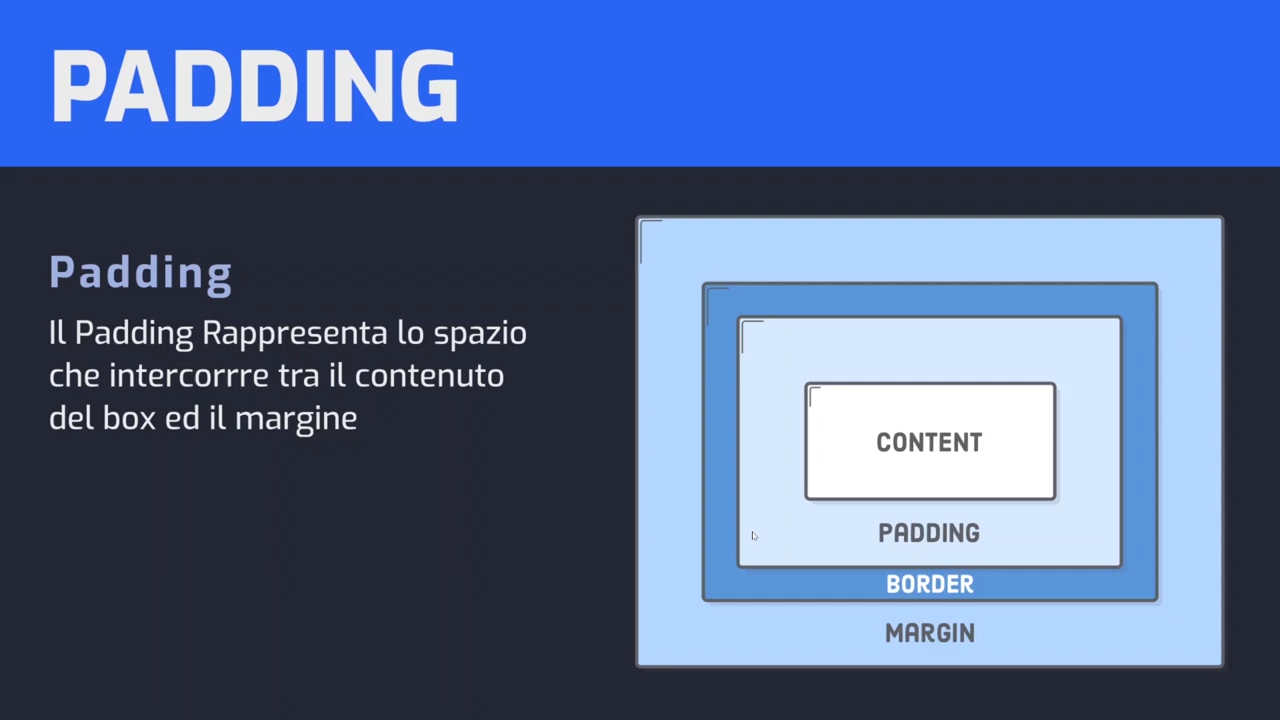 PADDING
Padding
Il Padding Rappresenta lo spazio
che intercorrre tra il contenuto
del box ed il margine
CONTENT
PADDING
BORDER
MARGIN